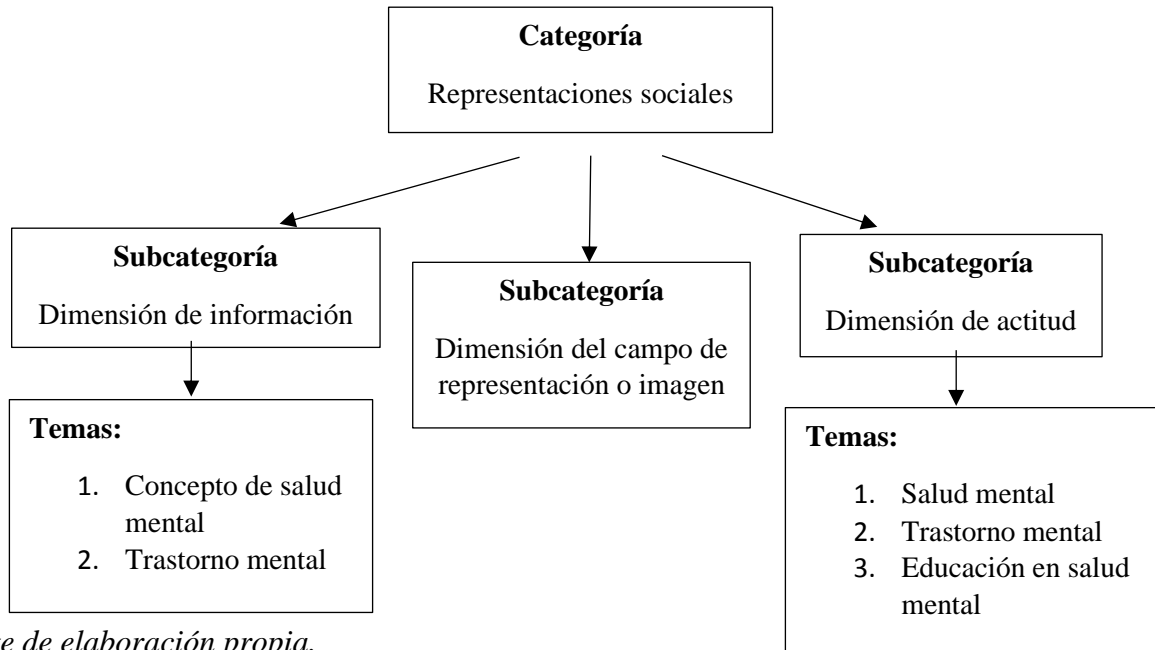 Categoría
Representaciones sociales
Subcategoría
Dimensión de información
Subcategoría
Dimensión del campo de
representación o imagen
Subcategoría
Dimensión de actitud
Temas:
1. Concepto de salud
mental
2. Trastorno mental
Temas:
1. Salud mental
2. Trastorno mental
3. Educación en salud
mental
de elaboración propia.